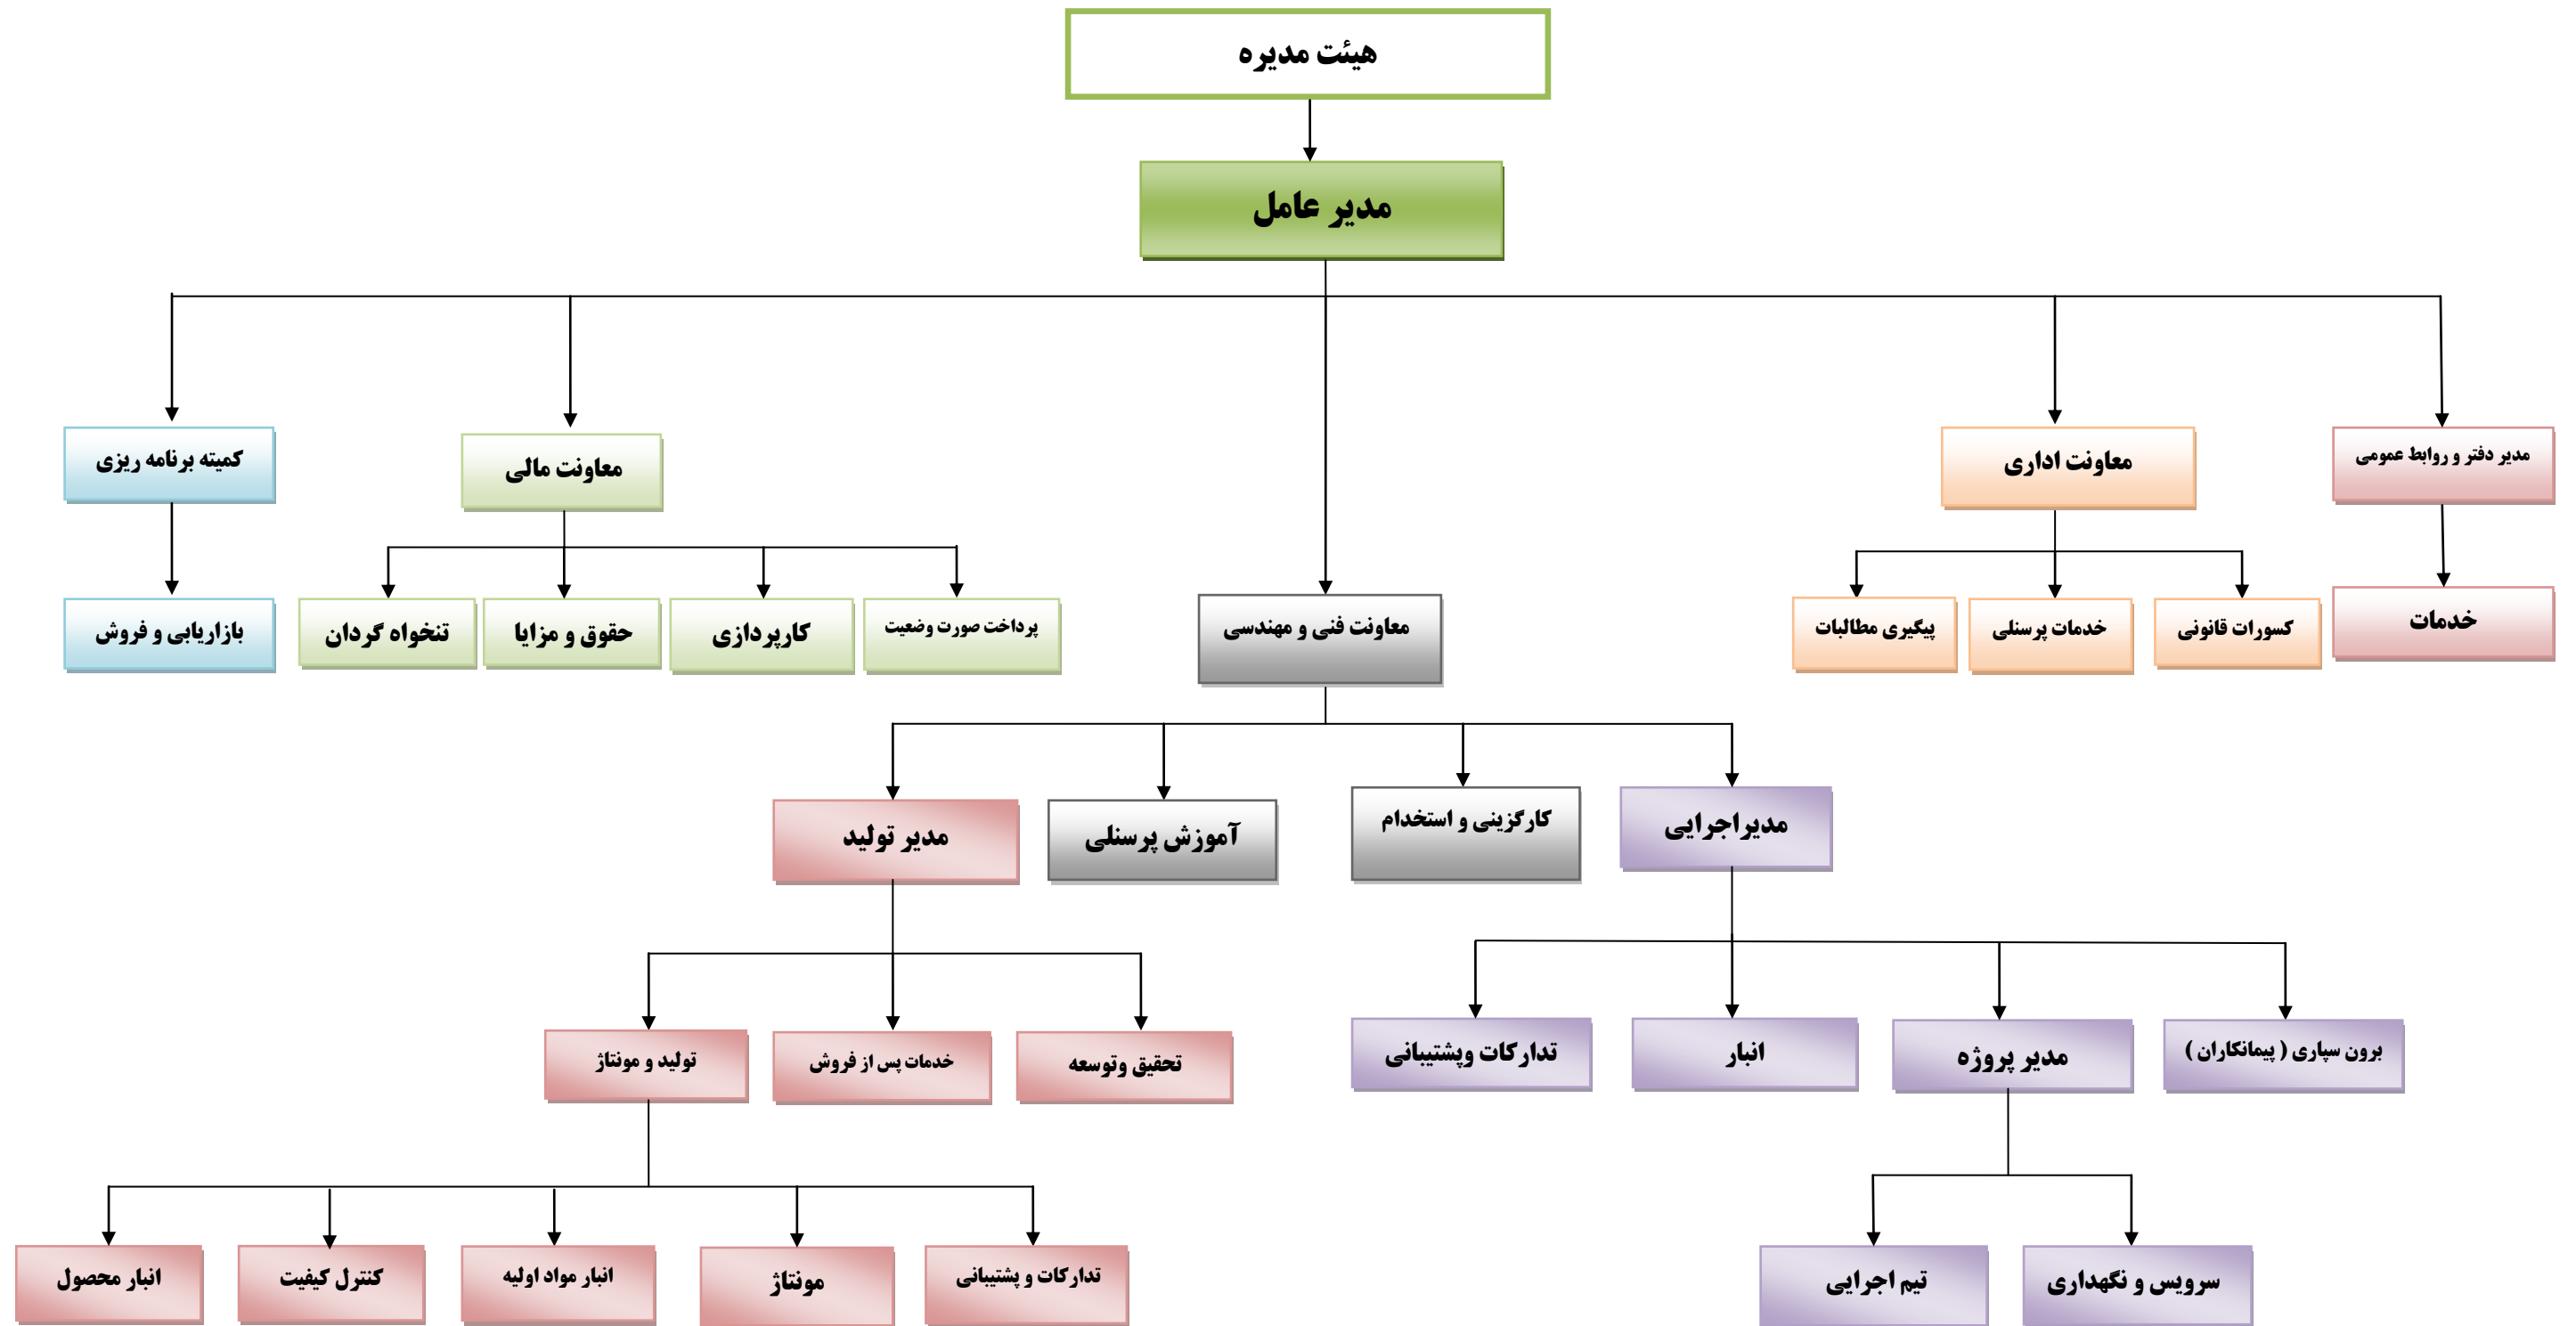 هیئت مدیره
مدیر عامل
مدیر دفتر و روابط عمومی
معاونت اداری
معاونت مالی
کمیته برنامه ریزی
خدمات
کسورات قانونی
خدمات پرسنلی
پیگیری مطالبات
معاونت فنی و مهندسی
پرداخت صورت وضعیت
کارپردازی
حقوق و مزایا
تنخواه گردان
بازاریابی و فروش
مدیراجرایی
کارگزینی و استخدام
آموزش پرسنلی
مدیر تولید
برون سپاری ( پیمانکاران )
مدیر پروژه
انبار
تدارکات وپشتیبانی
تحقیق وتوسعه
خدمات پس از فروش
تولید و مونتاژ
سرویس و نگهداری
تیم اجرایی
تدارکات و پشتیبانی
مونتاژ
انبار مواد اولیه
کنترل کیفیت
انبار محصول